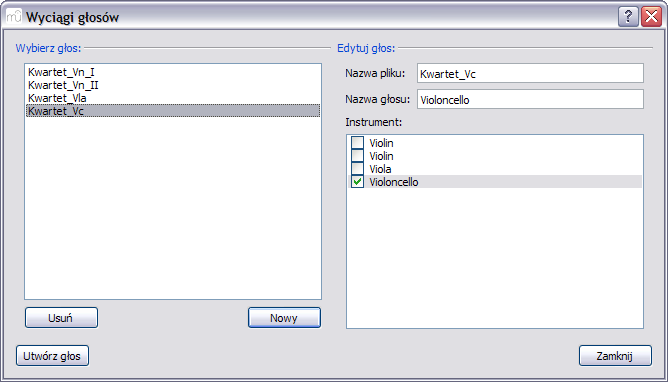 mu Wyciągi głosów
Wybierz głos:
Kwartet_Vn_I
Kwartet_Vn_II
Kwartet_Vla
Kwartet_Vc
Usuń
Nowy
Edytuj głos:
Nazwa pliku: Kwartet_Vc
Nazwa głosu: Violoncello
Instrument:
Violin
Violin
Viola
Violoncello
Utwórz głos
Zamknij